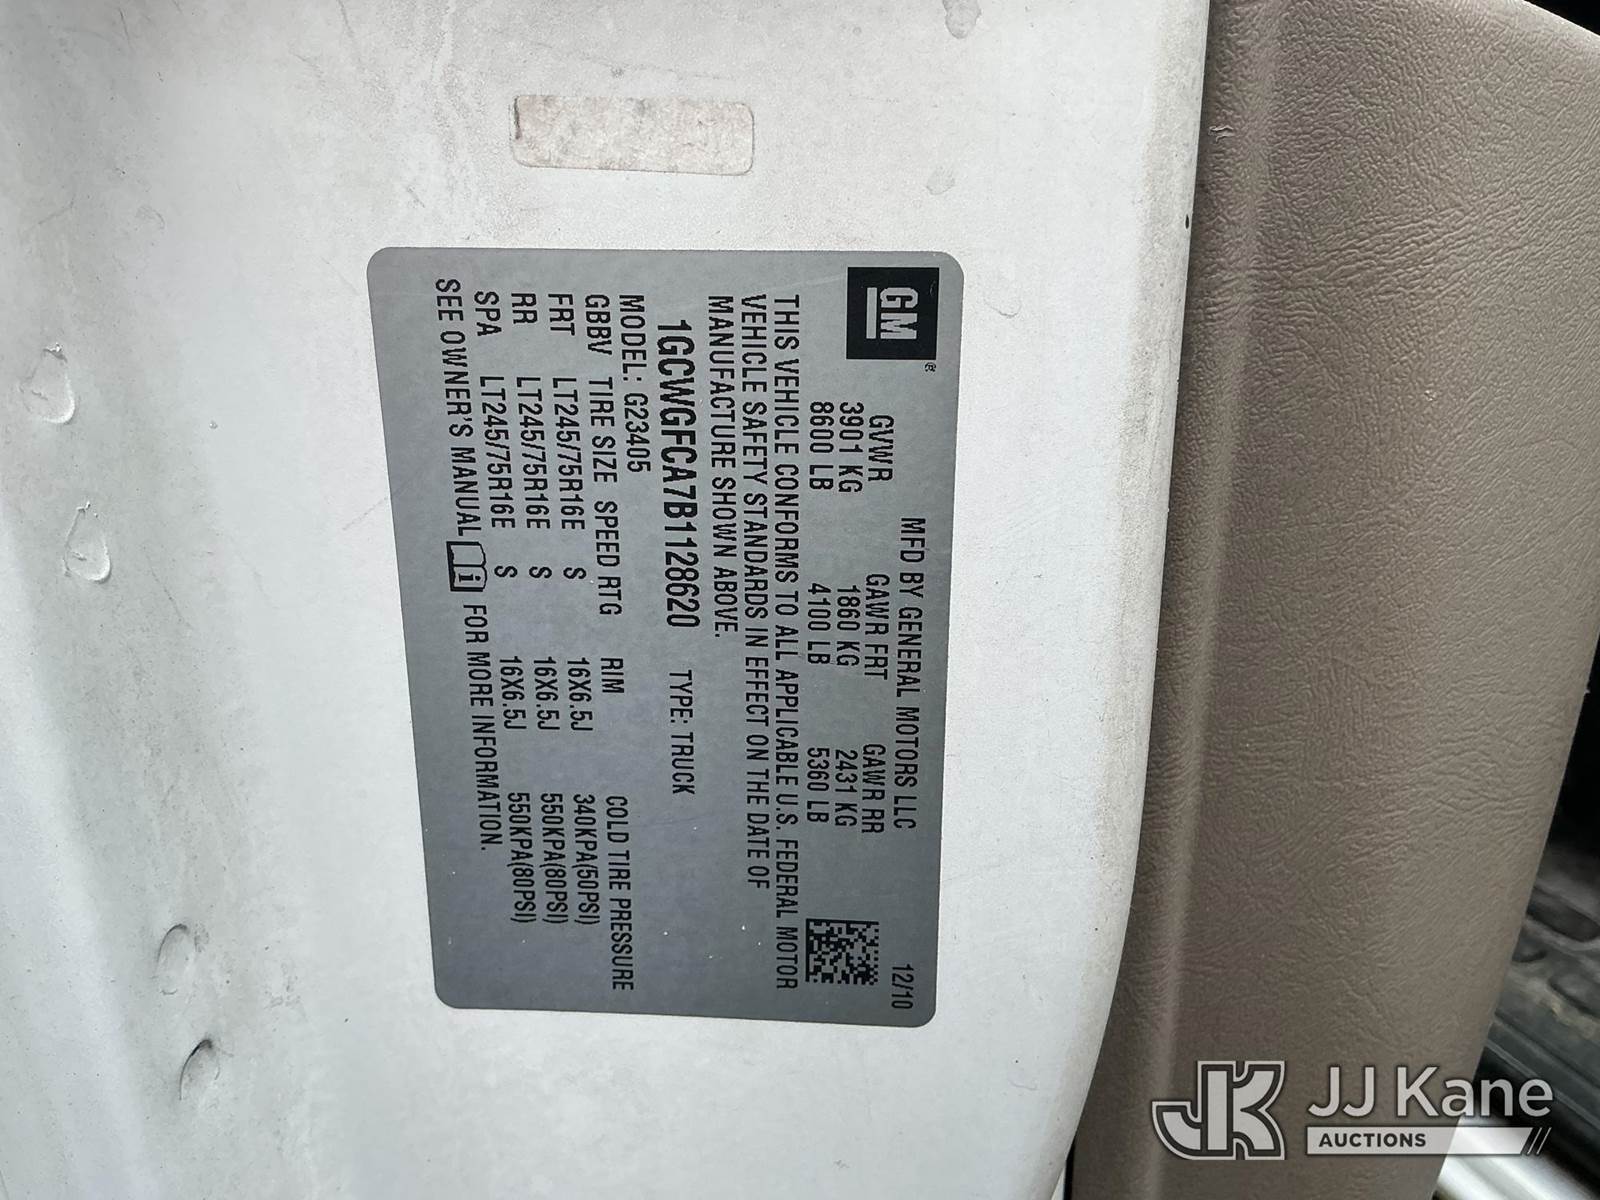 GM ®
MFD BY GENERAL MOTORS LLC 12/10
GVWR GAWR FRT GAWR RR
3901 KG 1860 KG 2431 KG
8600 LB 4100 LB 5360 LB
THIS VEHICLE CONFORMS TO ALL APPLICABLE U.S. FEDERAL MOTOR
VEHICLE SAFETY STANDARDS IN EFFECT ON THE DATE OF
MANUFACTURE SHOWN ABOVE.
1GCWGFCA7B1128620 TYPE: TRUCK
MODEL: G23405
GBBV TIRE SIZE SPEED RTG RIM COLD TIRE PRESSURE
FRT LT245/75R16E S 16X6.5J 340KPA(50PSI)
RR LT245/75R16E S 16X6.5J 550KPA(80PSI)
SPA LT245/75R16E S 16X6.5J 550KPA(80PSI)
SEE OWNER'S MANUAL i FOR MORE INFORMATION.
JK JJ Kane
AUCTIONS